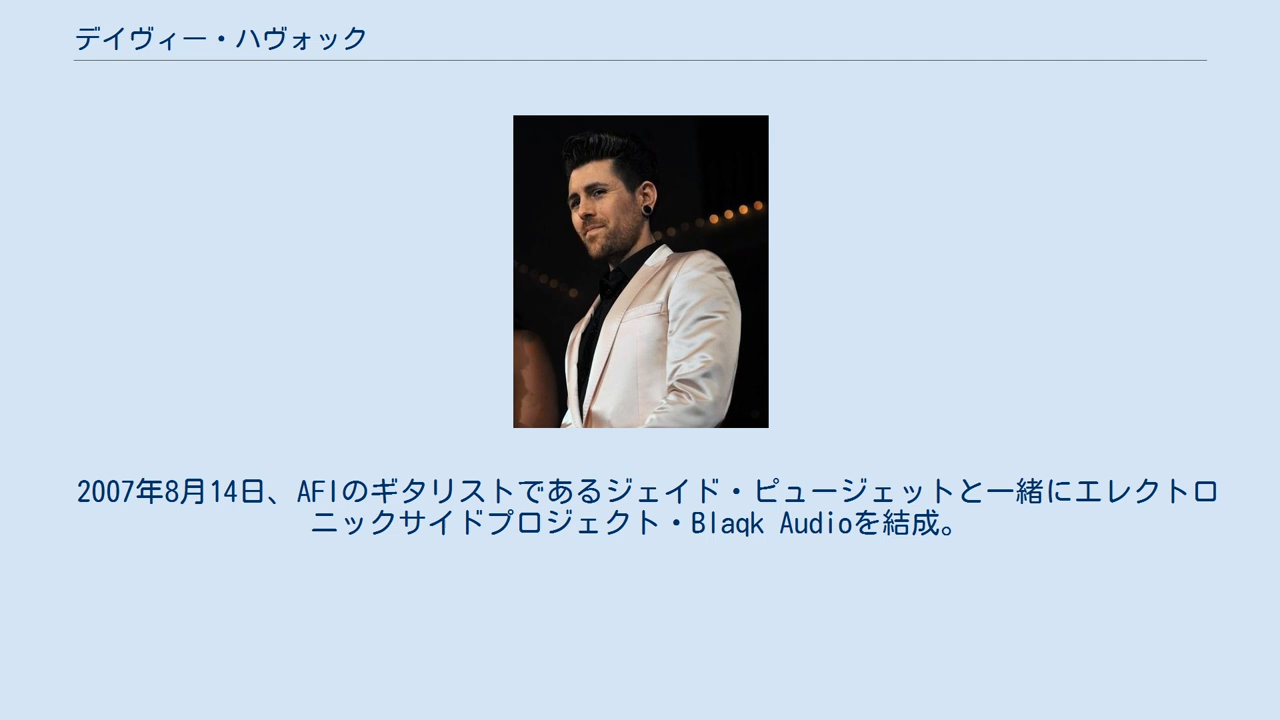 デイヴィー・ハヴォック
2007年8月14日、AFIのギタリストであるジェイド・ピュージェットと一緒にエレクトロ
ニックサイドプロジェクト・Blaqk Audioを結成。